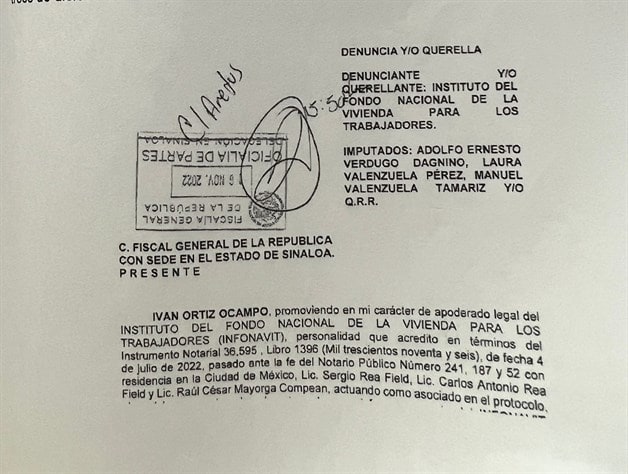 DENUNCIA Y/O QUERELLA
DENUNCIANTE Y/O
QUERELLANTE: INSTITUTO DEL
FONDO NACIONAL DE LA
VIVIENDA PARA LOS
TRABAJADORES.
IMPUTADOS: ADOLFO ERNESTO
VERDUGO DAGNINO, LAURA
VALENZUELA PÉREZ, MANUEL
VALENZUELA TAMARIZ Y/O
Q.R.R.
C/ Anexos
FISCALÍA GENERAL
DE LA REPÚBLICA
NOV. 2022
OFICIALIA DE PARTES
DELEGACIÓN EN SINALOA
C. FISCAL GENERAL DE LA REPUBLICA
CON SEDE EN EL ESTADO DE SINALOA.
P R E S E N T E
IVAN ORTIZ OCAMPO, promoviendo en mi carácter de apoderado legal del
INSTITUTO DEL FONDO NACIONAL DE LA VIVIENDA PARA LOS
TRABAJADORES (INFONAVIT), personalidad que acredito en términos del
Instrumento Notarial 36,595 , Libro 1396 (Mil trescientos noventa y seis), de fecha 4
de julio de 2022, pasado ante la fe del Notario Público Número 241, 187 y 52 con
residencia en la Ciudad de México, Lic. Sergio Rea Field, Lic. Carlos Antonio Rea
Field y Lic. Raúl César Mayorga Compean, actuando como asociado en el protocolo,